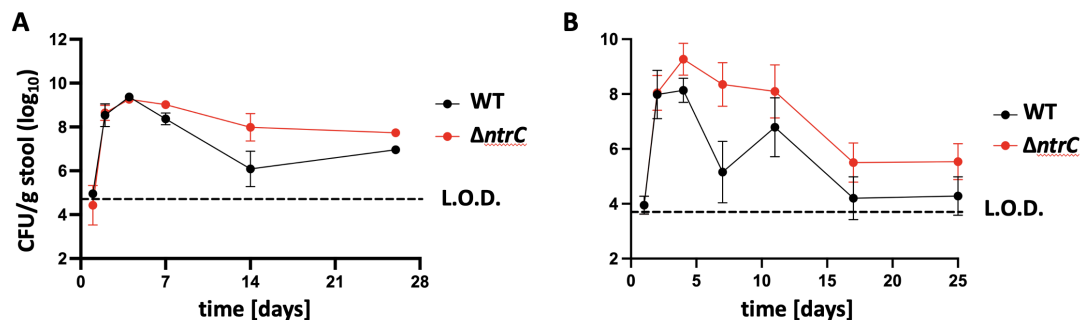 A
CFU/g stool (log10)
12
10
8
6
4
2
0
7
14
21
28
time [days]
WT
ΔntrC
L.O.D.
B
10
8
6
4
2
0
5
10
15
20
25
time [days]
WT
ΔntrC
L.O.D.